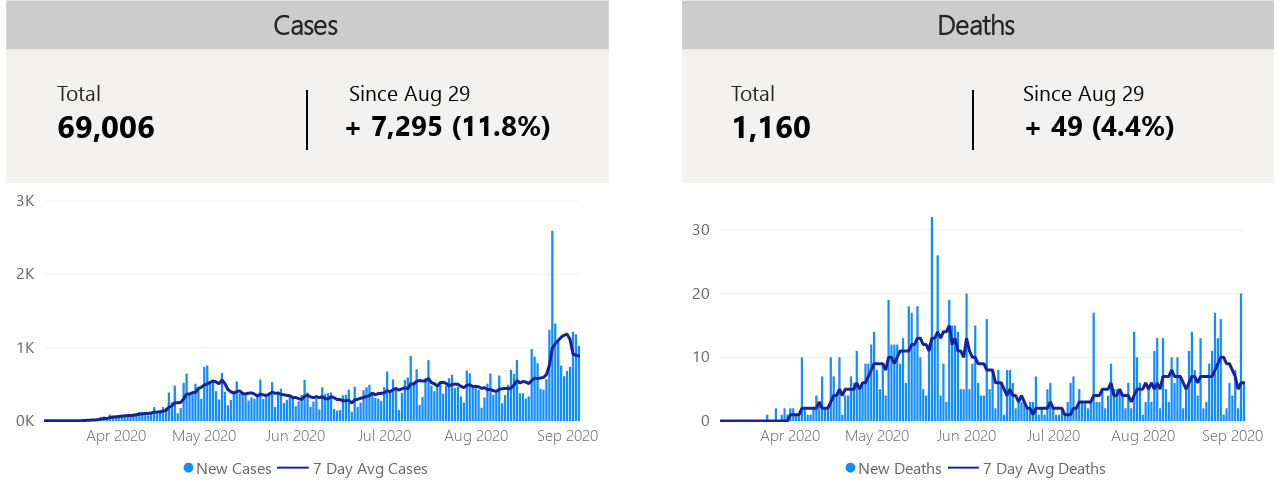 Cases
Total
69,006
Since Aug 29
+ 7,295 (11.8%)
3K
2K
1K
0K
Apr 2020 May 2020 Jun 2020 Jul 2020 Aug 2020 Sep 2020
New Cases 7 Day Avg Cases
Deaths
Total
1,160
Since Aug 29
+ 49 (4.4%)
30
20
10
0
Apr 2020 May 2020 Jun 2020 Jul 2020 Aug 2020 Sep 2020
New Deaths 7 Day Avg Deaths